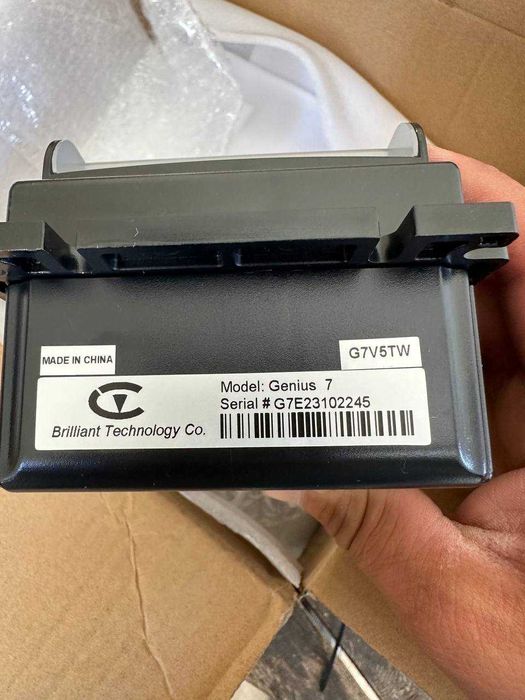 MADE IN CHINA
G7V5TW
Model: Genius 7
Serial # G7E23102245
Brilliant Technology Co.